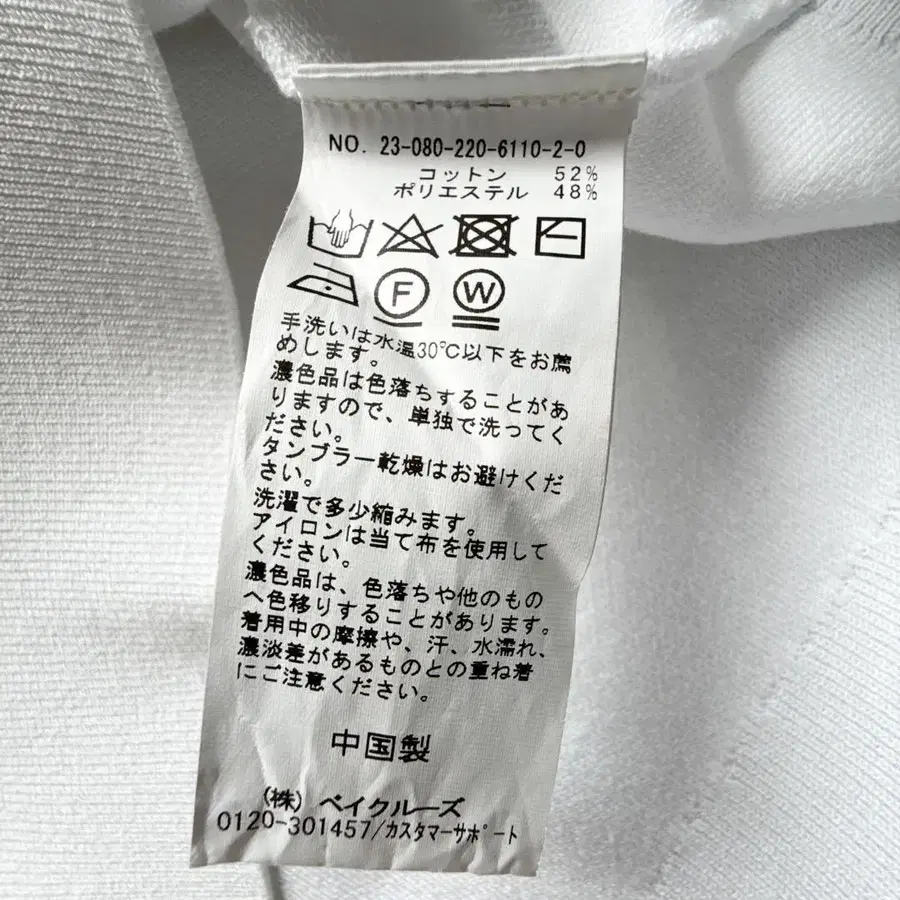 NO. 23-080-220-6110-2-0
コットン 52%
ポリエステル 48%
F W
手洗いは水温30℃以下をお薦
めします。
濃色品は色落ちすることがあ
りますので、単独で洗ってく
ださい。
タンブラー乾燥はお避けくだ
さい。
洗濯で多少縮みます。
アイロンは当て布を使用して
ください。
濃色品は、色落ちや他のもの
へ色移りすることがあります。
着用中の摩擦や、汗、水濡れ、
濃淡差があるものとの重ね着
にご注意ください。
中国製
(株) ベイクルーズ
0120-301457/カスタマーサポート